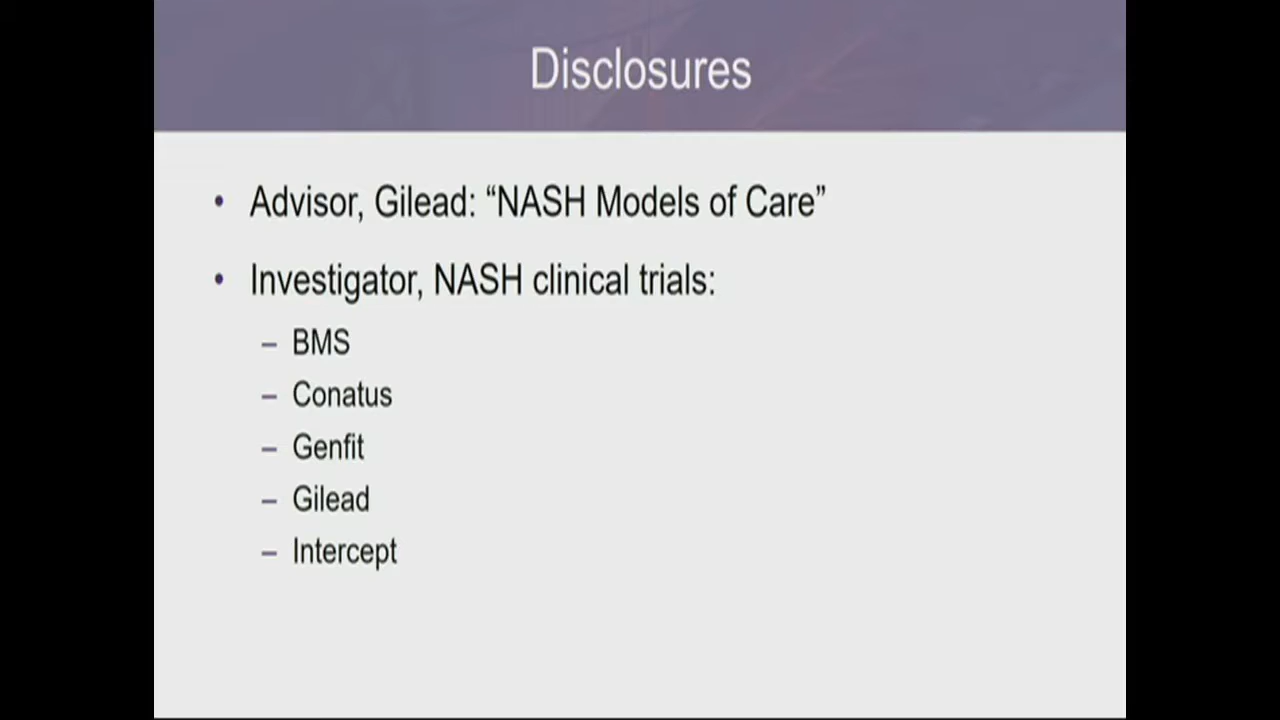 Disclosures
• Advisor, Gilead: “NASH Models of Care”
• Investigator, NASH clinical trials:
– BMS
– Conatus
– Genfit
– Gilead
– Intercept